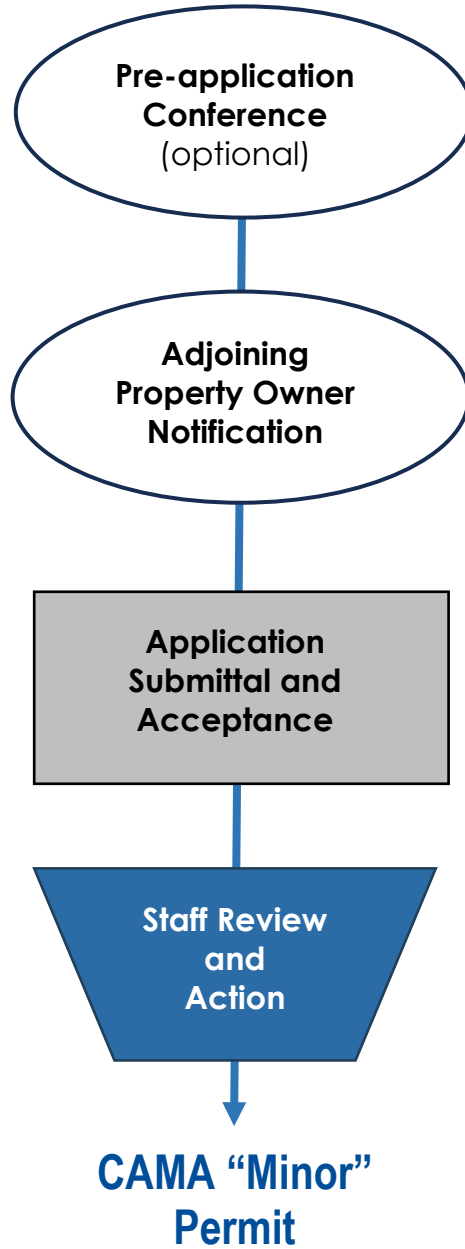 Pre-application
Conference
(optional)
Adjoining
Property Owner
Notification
Application
Submittal and
Acceptance
Staff Review
and
Action
CAMA “Minor”
Permit